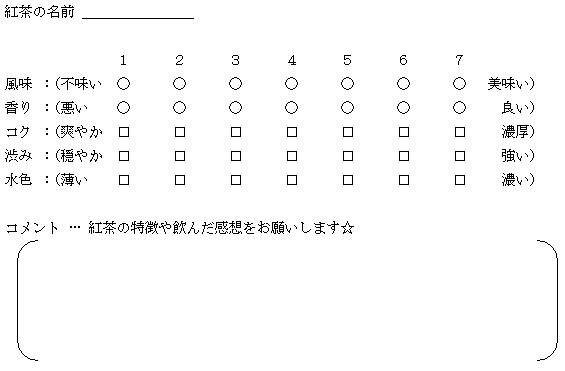 紅茶の名前 ______________
1 2 3 4 5 6 7
風味 :(不味い ○ ○ ○ ○ ○ ○ ○ 美味い)
香り :(悪い ○ ○ ○ ○ ○ ○ ○ 良い)
コク :(爽やか □ □ □ □ □ □ □ 濃厚)
渋み :(穏やか □ □ □ □ □ □ □ 強い)
水色 :(薄い □ □ □ □ □ □ □ 濃い)
コメント … 紅茶の特徴や飲んだ感想をお願いします☆